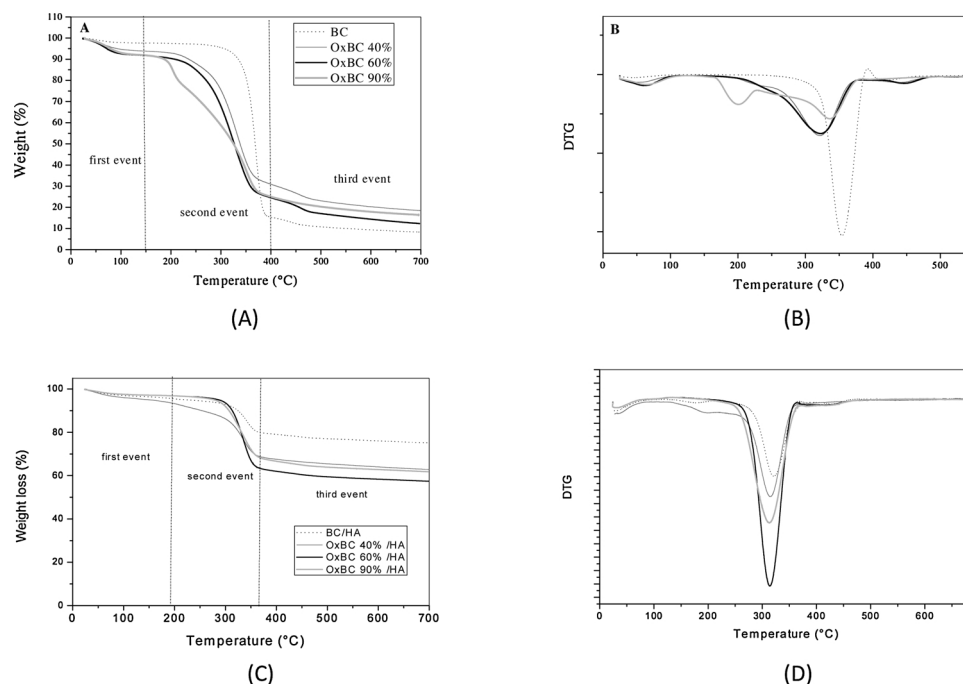 A
110
100
90
80
70
60
50
40
30
20
10
0
Weight (%)
BC
OxBC 40%
OxBC 60%
OxBC 90%
first event
second event
third event
0 100 200 300 400 500 600 700
Temperature (°C)
(A)
B
DTG
0 100 200 300 400 500
Temperature (°C)
(B)
100
80
60
40
20
0
Weight loss (%)
first event
second event
third event
BC/HA
OxBC 40% /HA
OxBC 60% /HA
OxBC 90% /HA
0 100 200 300 400 500 600 700
Temperature (°C)
(C)
DTG
0 100 200 300 400 500 600
Temperature (°C)
(D)